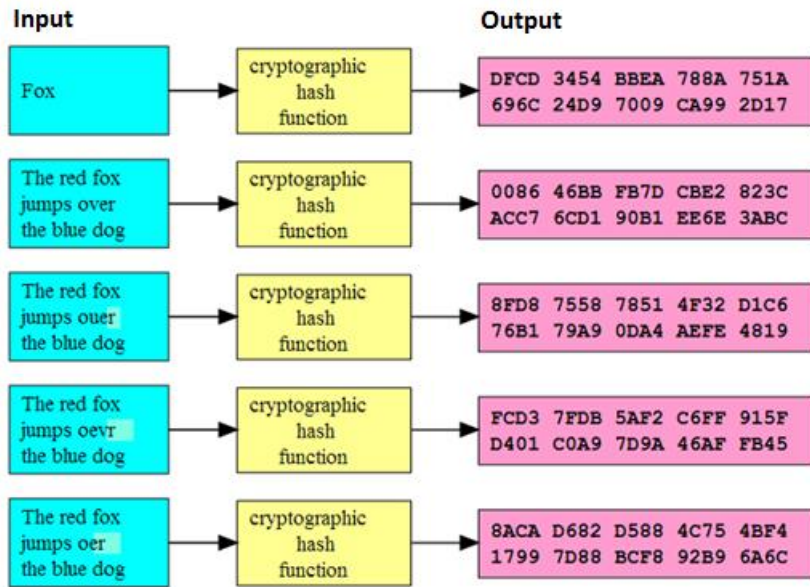 Input
Output
Fox
cryptographic
hash
function
DFCD 3454 BBEA 788A 751A
696C 24D9 7009 CA99 2D17
The red fox
jumps over
the blue dog
cryptographic
hash
function
0086 46BB FB7D CBE2 823C
ACC7 6CD1 90B1 EE6E 3ABC
The red fox
jumps ouer
the blue dog
cryptographic
hash
function
8FD8 7558 7851 4F32 D1C6
76B1 79A9 0DA4 AEFE 4819
The red fox
jumps oevr
the blue dog
cryptographic
hash
function
FCD3 7FDB 5AF2 C6FF 915F
D401 C0A9 7D9A 46AF FB45
The red fox
jumps oer
the blue dog
cryptographic
hash
function
8ACA D682 D588 4C75 4BF4
1799 7D88 BCF8 92B9 6A6C